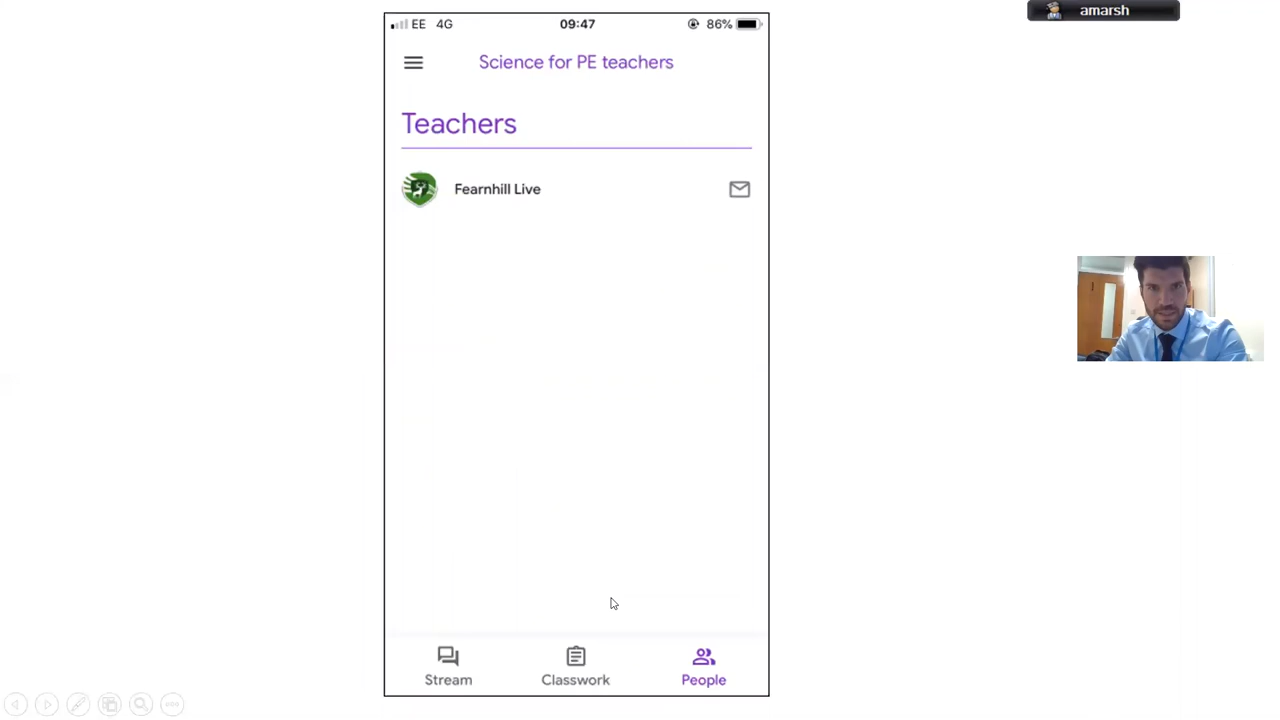 amarsh
EE 4G 09:47 86%
Science for PE teachers
Teachers
Fearnhill Live
Stream Classwork People